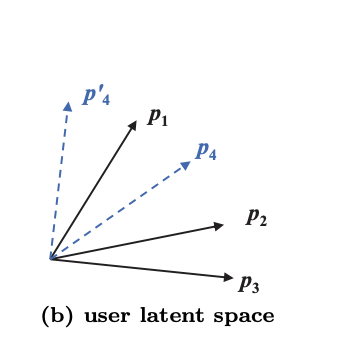 p'4
p1
p4
p2
p3
(b) user latent space